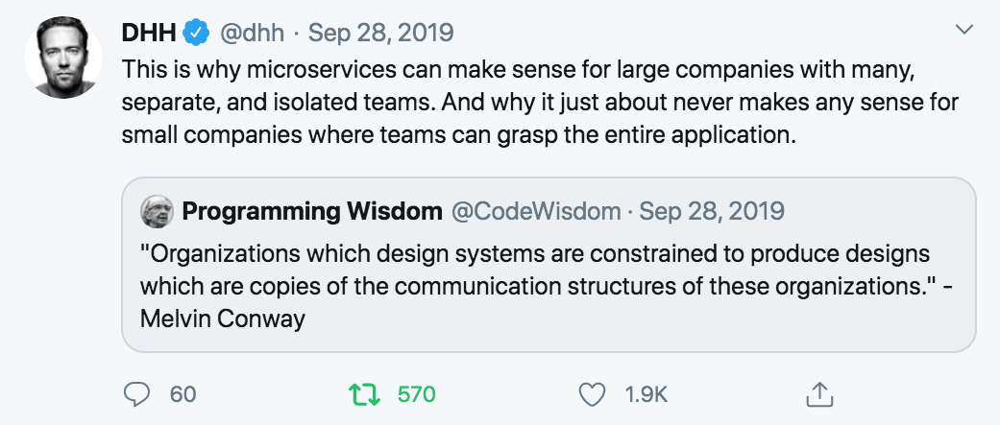 DHH @dhh · Sep 28, 2019
This is why microservices can make sense for large companies with many,
separate, and isolated teams. And why it just about never makes any sense for
small companies where teams can grasp the entire application.
Programming Wisdom @CodeWisdom · Sep 28, 2019
"Organizations which design systems are constrained to produce designs
which are copies of the communication structures of these organizations." -
Melvin Conway
60 570 1.9K